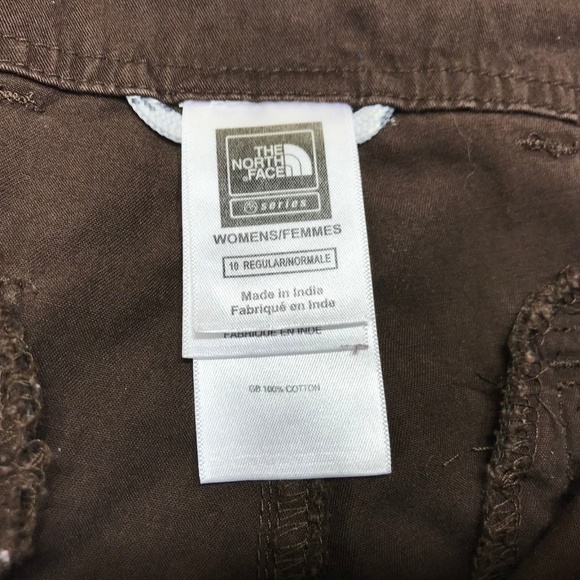 THE
NORTH
FACE
series
WOMENS/FEMMES
10 REGULAR/NORMALE
Made in India
Fabriqué en Inde
FABRIQUE EN INDE
GB 100% COTTON